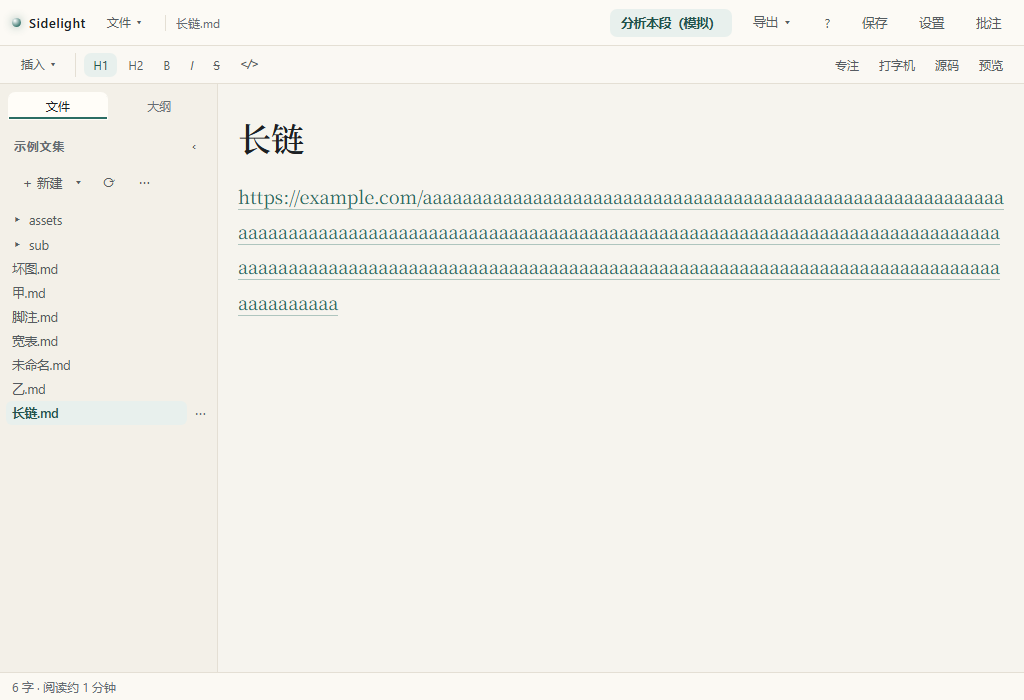 Sidelight 文件 长链.md 分析本段（模拟） 导出 ? 保存 设置 批注
插入 H1 H2 B I S </> 专注 打字机 源码 预览
文件 大纲
示例文集
+ 新建 ...
assets
sub
坏图.md
甲.md
脚注.md
宽表.md
未命名.md
乙.md
长链.md ...
长链
https://example.com/aaaaaaaaaaaaaaaaaaaaaaaaaaaaaaaaaaaaaaaaaaaaaaaaaaaaaaaaaa
aaaaaaaaaaaaaaaaaaaaaaaaaaaaaaaaaaaaaaaaaaaaaaaaaaaaaaaaaaaaaaaaaaaaaaaaaaaa
aaaaaaaaaaaaaaaaaaaaaaaaaaaaaaaaaaaaaaaaaaaaaaaaaaaaaaaaaaaaaaaaaaaaaaaaaaaa
aaaaaaaaaa
6 字 · 阅读约 1 分钟